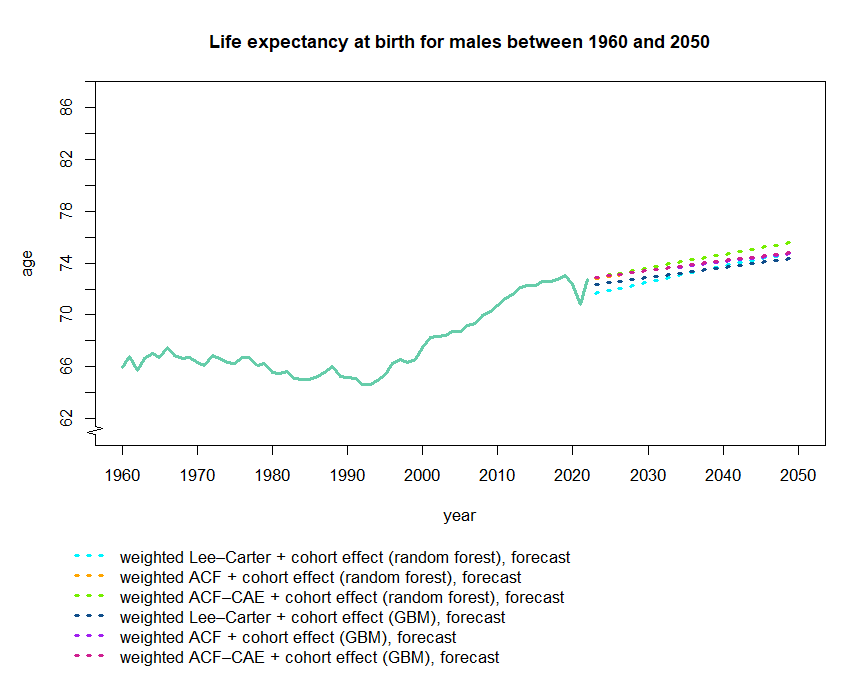 Life expectancy at birth for males between 1960 and 2050
86
82
78
74
70
66
62
age
1960 1970 1980 1990 2000 2010 2020 2030 2040 2050
year
weighted Lee–Carter + cohort effect (random forest), forecast
weighted ACF + cohort effect (random forest), forecast
weighted ACF–CAE + cohort effect (random forest), forecast
weighted Lee–Carter + cohort effect (GBM), forecast
weighted ACF + cohort effect (GBM), forecast
weighted ACF–CAE + cohort effect (GBM), forecast